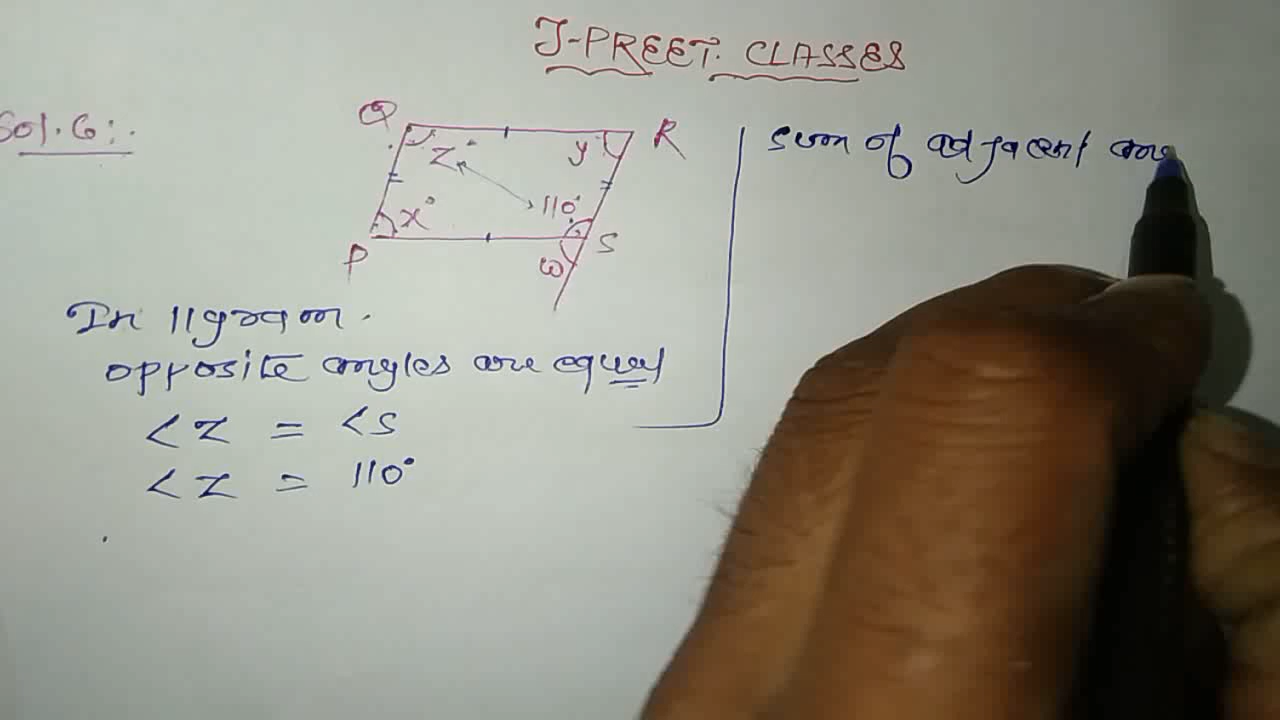 J-PREET. CLASSES
Sol. 6:.
Q
R
z°
y
x°
110°
P
S
ω
In ||gram.
opposite angles are equal
<z = <s
<z = 110°
sum of adjacent